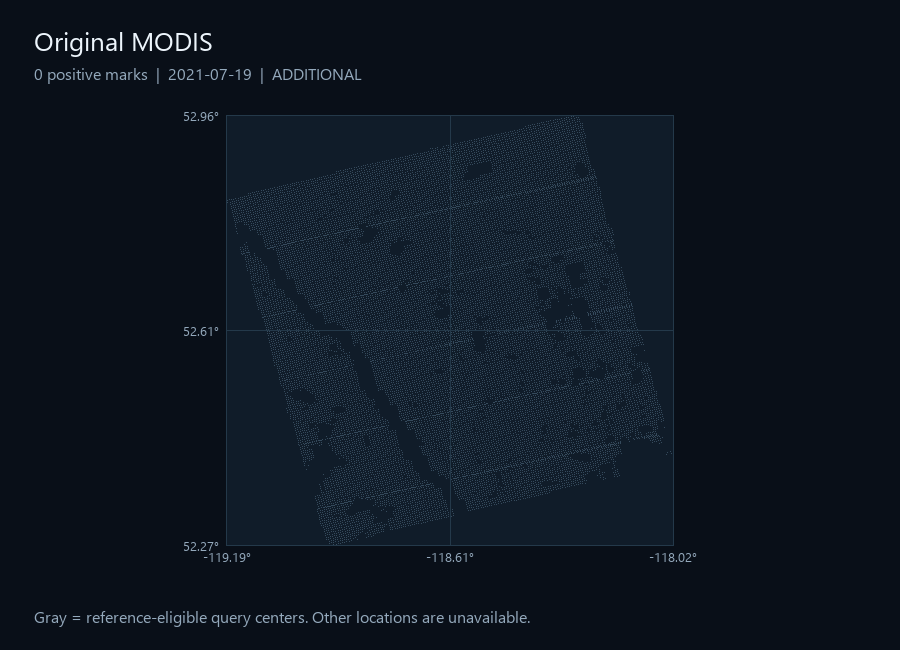 Original MODIS
0 positive marks | 2021-07-19 | ADDITIONAL
52.96°
52.61°
52.27°
-119.19°
-118.61°
-118.02°
Gray = reference-eligible query centers. Other locations are unavailable.